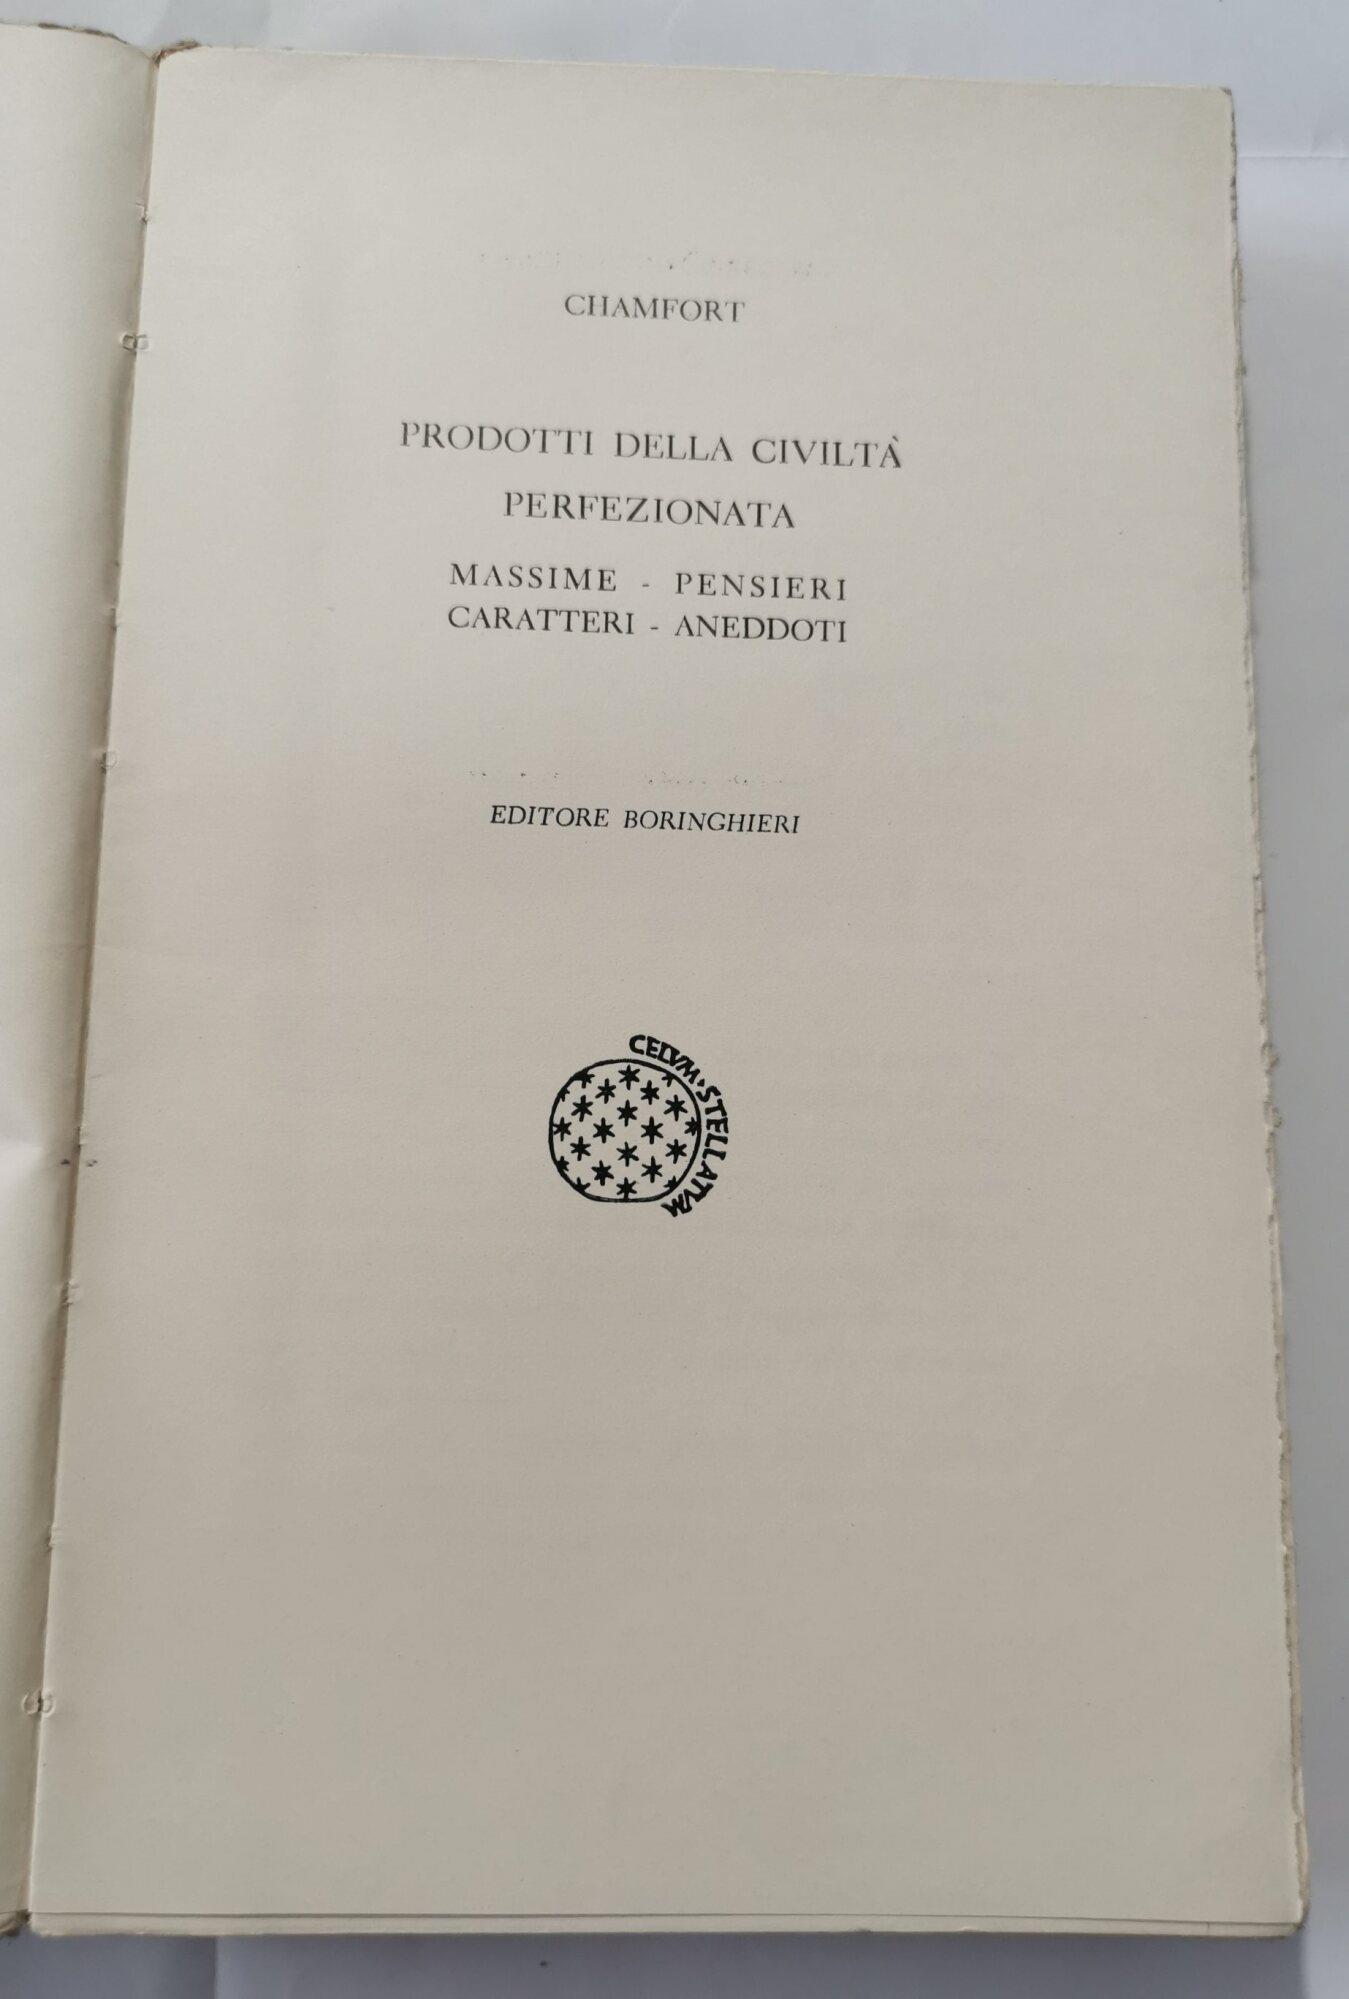 CHAMFORT
PRODOTTI DELLA CIVILTÀ
PERFEZIONATA
MASSIME - PENSIERI
CARATTERI - ANEDDOTI
EDITORE BORINGHIERI
CELVM · STELLATVM